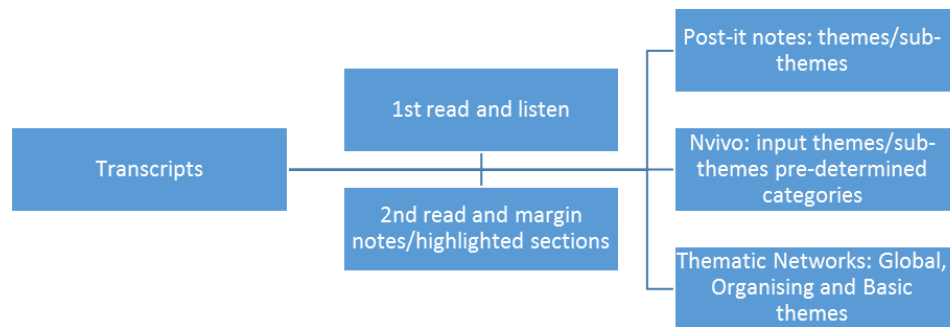 Transcripts
1st read and listen
2nd read and margin
notes/highlighted sections
Post-it notes: themes/sub-
themes
Nvivo: input themes/sub-
themes pre-determined
categories
Thematic Networks: Global,
Organising and Basic
themes